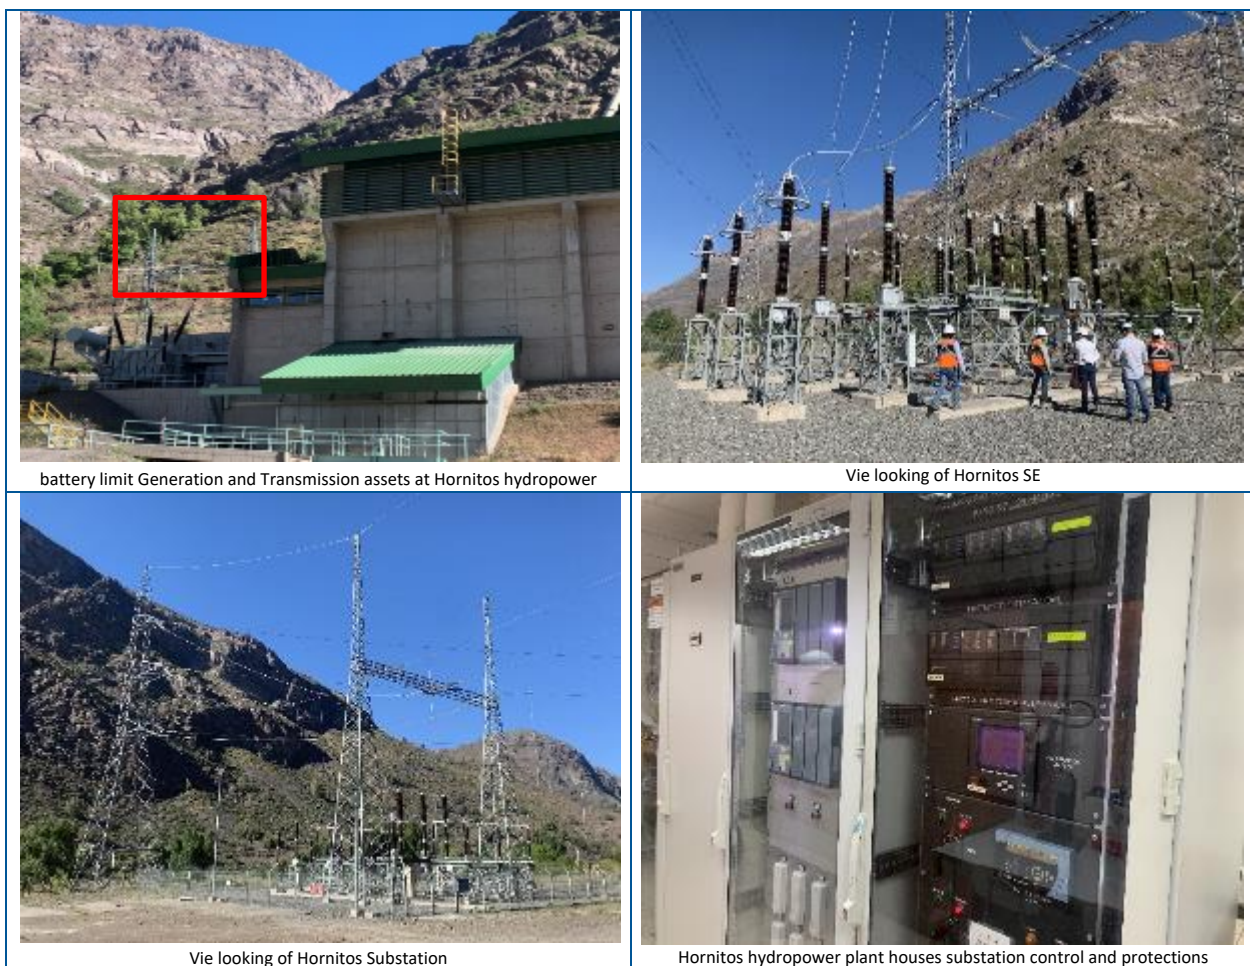 battery limit Generation and Transmission assets at Hornitos hydropower
Vie looking of Hornitos SE
Vie looking of Hornitos Substation
Hornitos hydropower plant houses substation control and protections